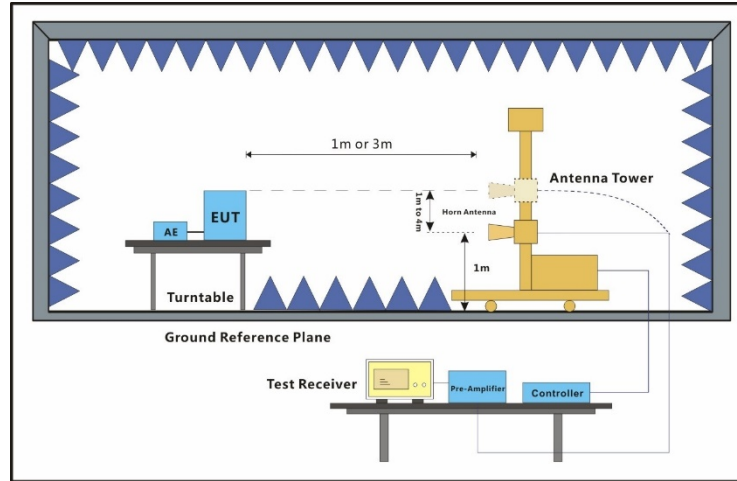 1m or 3m
Antenna Tower
1m to 4m
Horn Antenna
EUT
AE
1m
Turntable
Ground Reference Plane
Test Receiver
Pre-Amplifier
Controller